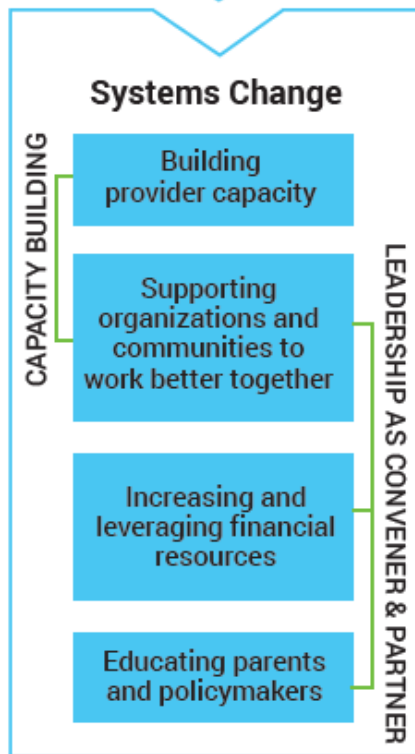 Systems Change
CAPACITY BUILDING
Building
provider capacity
Supporting
organizations and
communities to
work better together
Increasing and
leveraging financial
resources
Educating parents
and policymakers
LEADERSHIP AS CONVENER & PARTNER